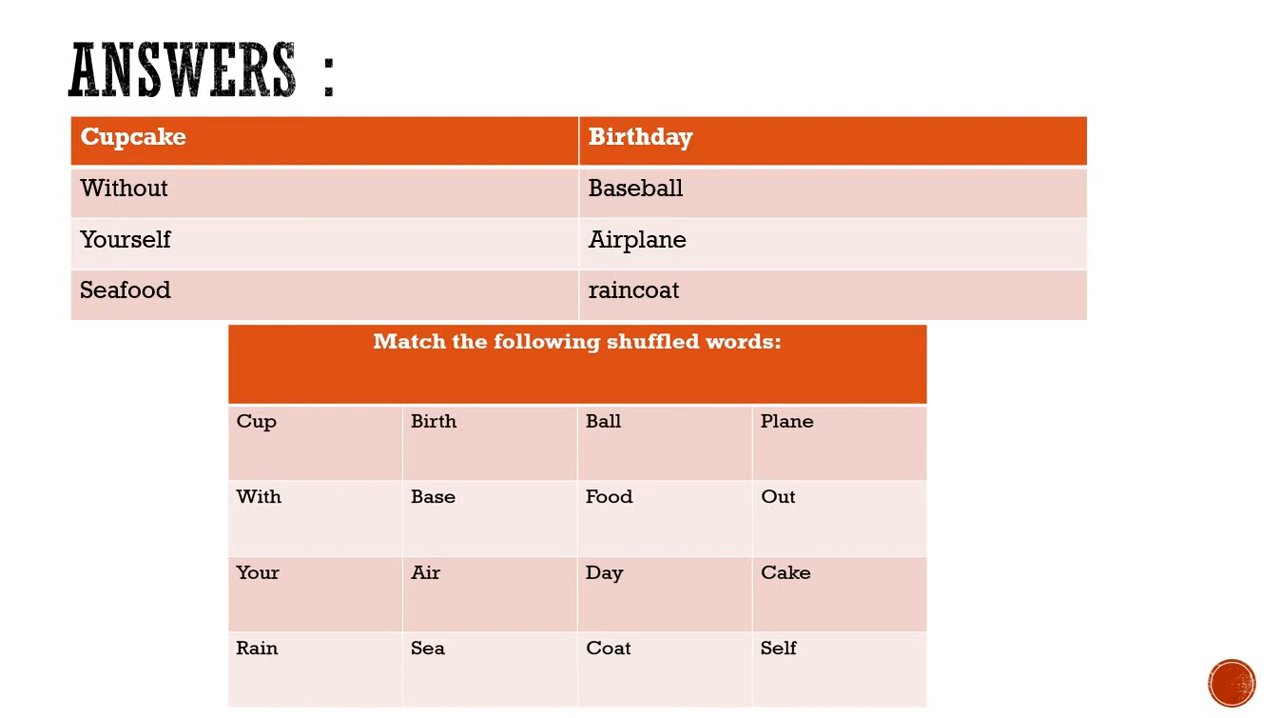 ANSWERS :
Cupcake Birthday
Without Baseball
Yourself Airplane
Seafood raincoat
Match the following shuffled words:
Cup Birth Ball Plane
With Base Food Out
Your Air Day Cake
Rain Sea Coat Self